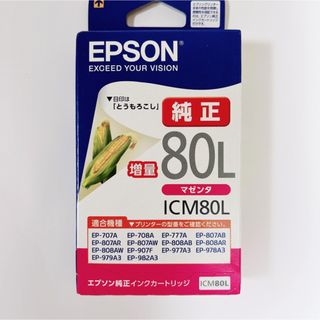 EPSON
EXCEED YOUR VISION
▼目印は
「とうもろこし」
純正
増量
80L
マゼンタ
ICM80L
適合機種
▼プリンターの型番をご確認ください。
EP-707A EP-708A EP-777A EP-807AB
EP-807AR EP-807AW EP-808AB EP-808AR
EP-808AW EP-907F EP-977A3 EP-978A3
EP-979A3 EP-982A3
エプソン純正インクカートリッジ
ICM80L